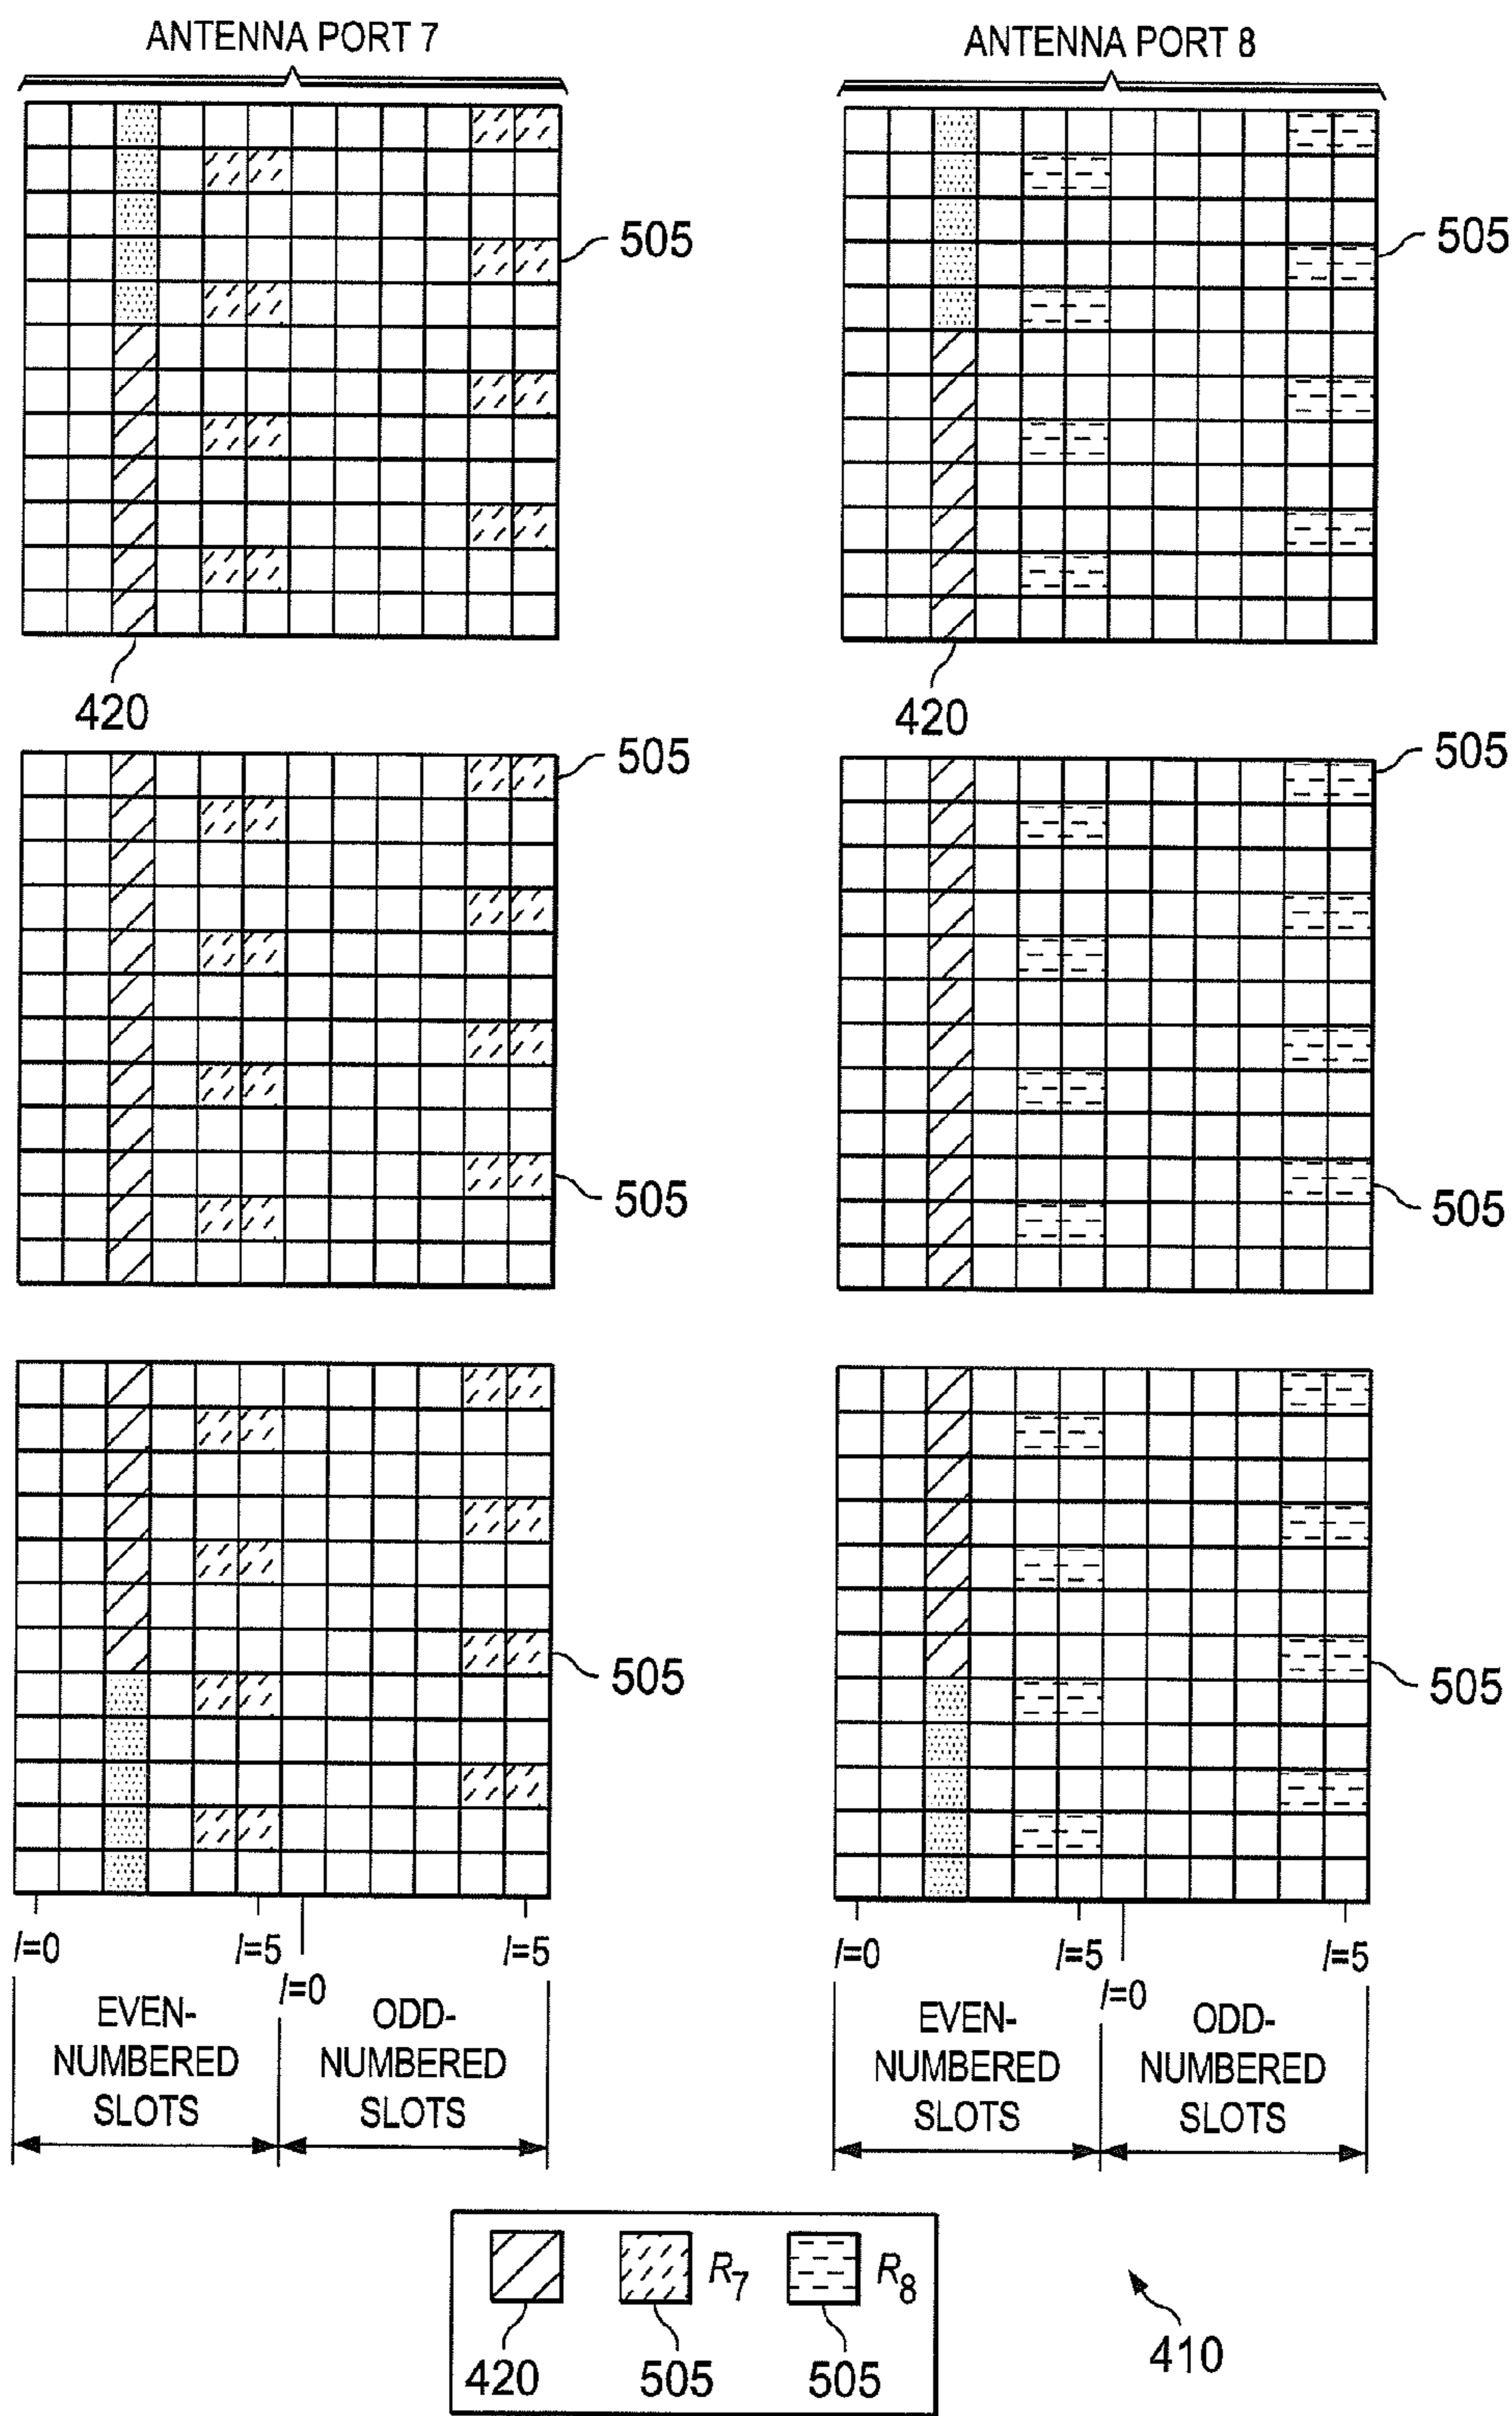 ANTENNA PORT 7
ANTENNA PORT 8
505
505
420
420
505
505
505
505
505
505
l=0
l=5
l=0
l=5
l=0
l=5
l=0
l=5
EVEN-
NUMBERED
SLOTS
ODD-
NUMBERED
SLOTS
EVEN-
NUMBERED
SLOTS
ODD-
NUMBERED
SLOTS
R7
R8
420
505
505
410